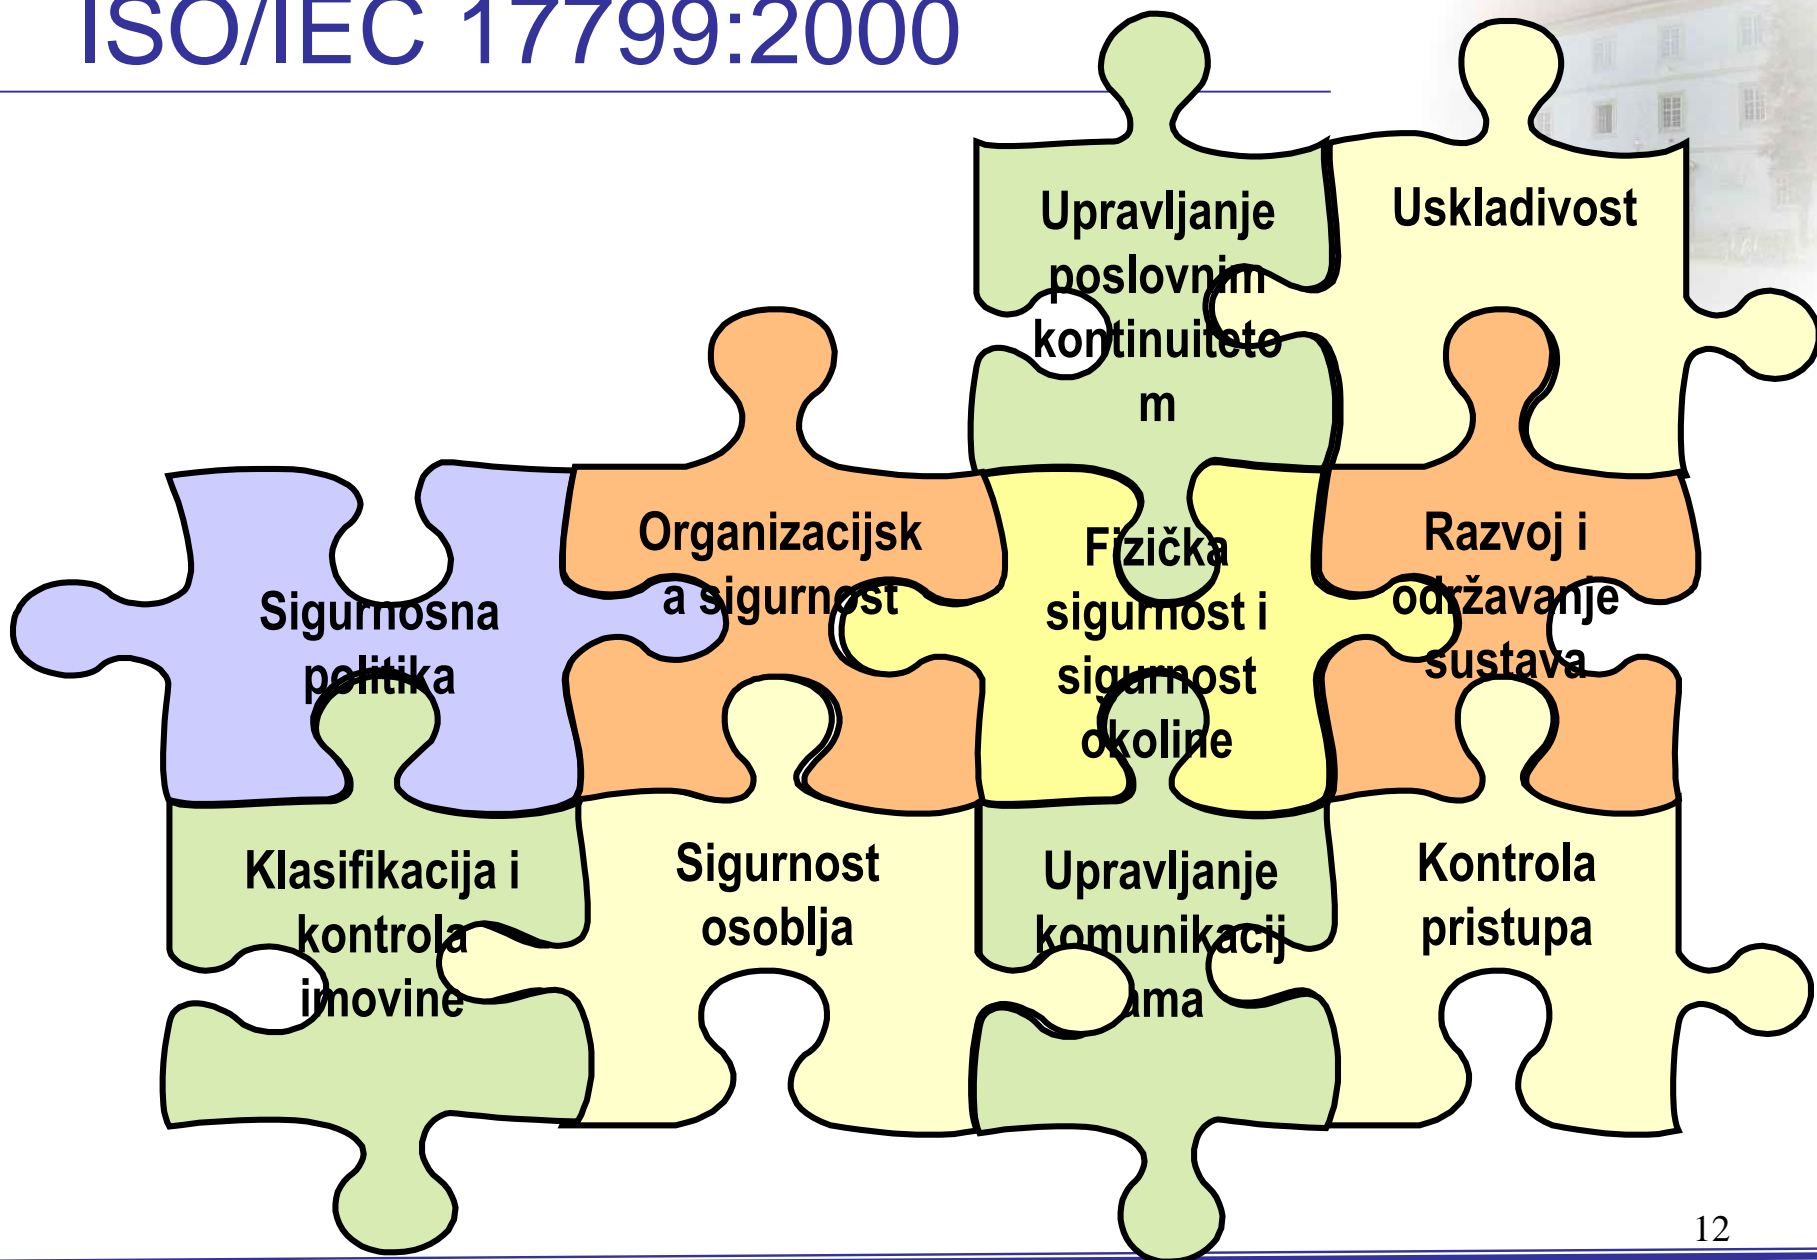 ISO/IEC 17799:2000
Upravljanje
poslovnim
kontinuiteto
m
Uskladivost
Sigurnosna
politika
Organizacijsk
a sigurnost
Fizička
sigurnost i
sigurnost
okoline
Razvoj i
održavanje
sustava
Klasifikacija i
kontrola
imovine
Sigurnost
osoblja
Upravljanje
komunikacij
ama
Kontrola
pristupa
12